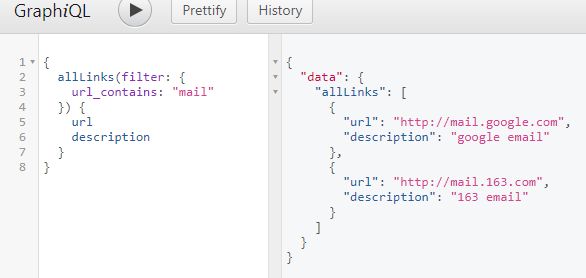 GraphiQL Prettify History
1 {
2 allLinks(filter: {
3 url_contains: "mail"
4 }) {
5 url
6 description
7 }
8 }
{
"data": {
"allLinks": [
{
"url": "http://mail.google.com",
"description": "google email"
},
{
"url": "http://mail.163.com",
"description": "163 email"
}
]
}
}